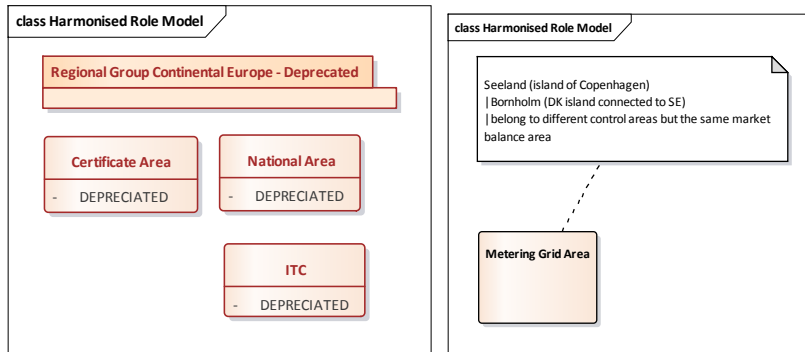 class Harmonised Role Model
Regional Group Continental Europe - Deprecated
Certificate Area
- DEPRECIATED
National Area
- DEPRECIATED
ITC
- DEPRECIATED
class Harmonised Role Model
Seeland (island of Copenhagen)
|Bornholm (DK island connected to SE)
|belong to different control areas but the same market
balance area
Metering Grid Area